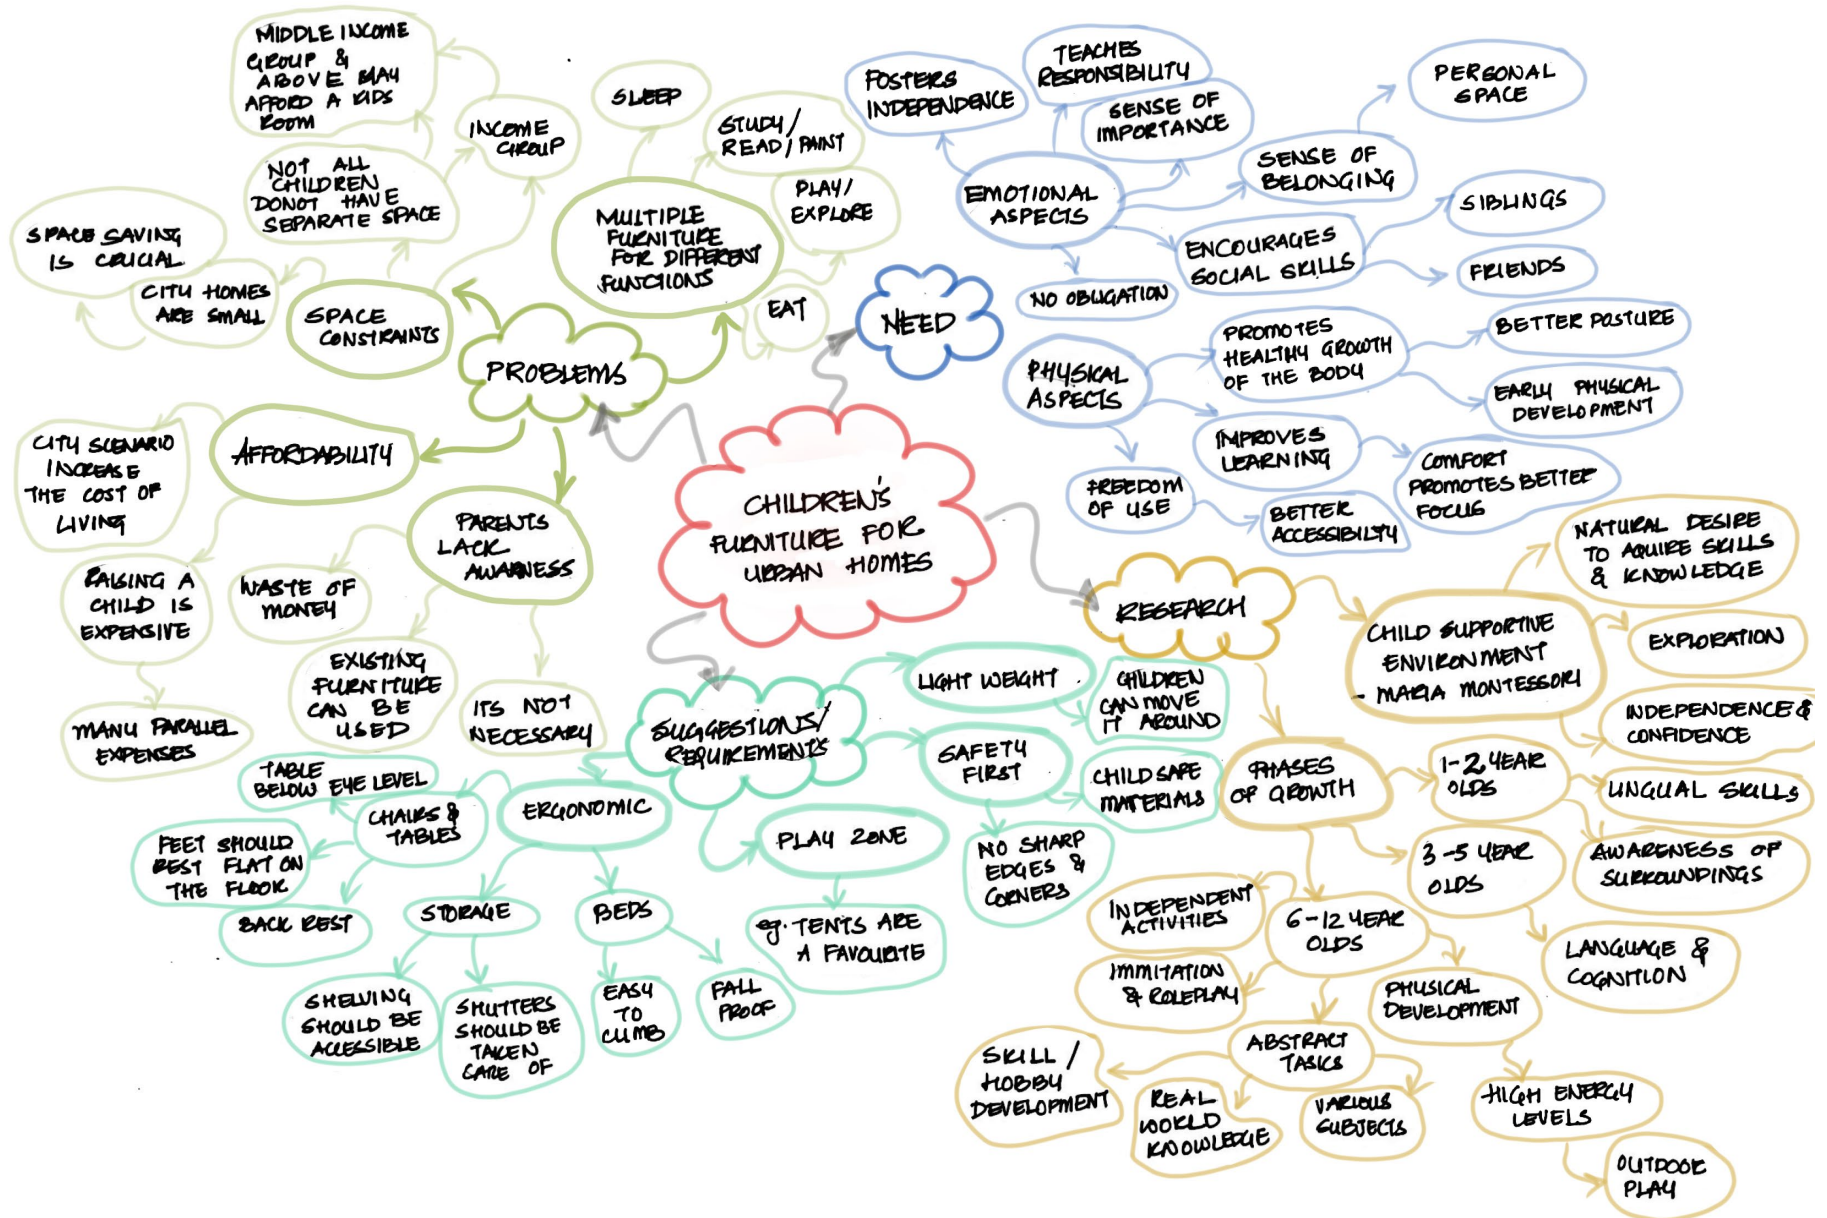 CHILDREN'S
FURNITURE FOR
URBAN HOMES
PROBLEMS
SPACE
CONSTRAINTS
CITY HOMES
ARE SMALL
SPACE SAVING
IS CRUCIAL
NOT ALL
CHILDREN
DONOT HAVE
SEPARATE SPACE
MIDDLE INCOME
GROUP &
ABOVE MAY
AFFORD A KIDS
ROOM
INCOME
GROUP
MULTIPLE
FURNITURE
FOR DIFFERENT
FUNCTIONS
SLEEP
STUDY/
READ/PAINT
PLAY/
EXPLORE
EAT
AFFORDABILITY
CITY SCENARIO
INCREASE
THE COST OF
LIVING
RAISING A
CHILD IS
EXPENSIVE
MANY PARALLEL
EXPENSES
PARENTS
LACK
AWARNESS
WASTE OF
MONEY
EXISTING
FURNITURE
CAN BE
USED
ITS NOT
NECESSARY
NEED
EMOTIONAL
ASPECTS
FOSTERS
INDEPENDENCE
TEACHES
RESPONSIBILITY
SENSE OF
IMPORTANCE
SENSE OF
BELONGING
PERSONAL
SPACE
ENCOURAGES
SOCIAL SKILLS
SIBLINGS
FRIENDS
NO OBLIGATION
PHYSICAL
ASPECTS
PROMOTES
HEALTHY GROWTH
OF THE BODY
BETTER POSTURE
EARLY PHYSICAL
DEVELOPMENT
IMPROVES
LEARNING
COMFORT
PROMOTES BETTER
FOCUS
FREEDOM
OF USE
BETTER
ACCESSIBILTY
RESEARCH
CHILD SUPPORTIVE
ENVIRONMENT
- MARIA MONTESSORI
NATURAL DESIRE
TO AQUIRE SKILLS
& KNOWLEDGE
EXPLORATION
INDEPENDENCE &
CONFIDENCE
PHASES
OF GROWTH
1-2 YEAR
OLDS
LINGUAL SKILLS
AWARENESS OF
SURROUNDINGS
3-5 YEAR
OLDS
LANGUAGE &
COGNITION
6-12 YEAR
OLDS
INDEPENDENT
ACTIVITIES
IMMITATION
& ROLEPLAY
ABSTRACT
TASKS
SKILL /
HOBBY
DEVELOPMENT
REAL
WORLD
KNOWLEDGE
VARIOUS
SUBJECTS
PHYSICAL
DEVELOPMENT
HIGH ENERGY
LEVELS
OUTDOOR
PLAY
SUGGESTIONS/
REQUIREMENTS
LIGHT WEIGHT
CHILDREN
CAN MOVE
IT AROUND
SAFETY
FIRST
CHILD SAFE
MATERIALS
NO SHARP
EDGES &
CORNERS
PLAY ZONE
eg. TENTS ARE
A FAVOURITE
ERGONOMIC
CHAIRS &
TABLES
TABLE
BELOW EYE LEVEL
FEET SHOULD
REST FLAT ON
THE FLOOR
BACK REST
STORAGE
SHELVING
SHOULD BE
ACCESSIBLE
SHUTTERS
SHOULD BE
TAKEN
CARE OF
BEDS
EASY
TO
CLIMB
FALL
PROOF